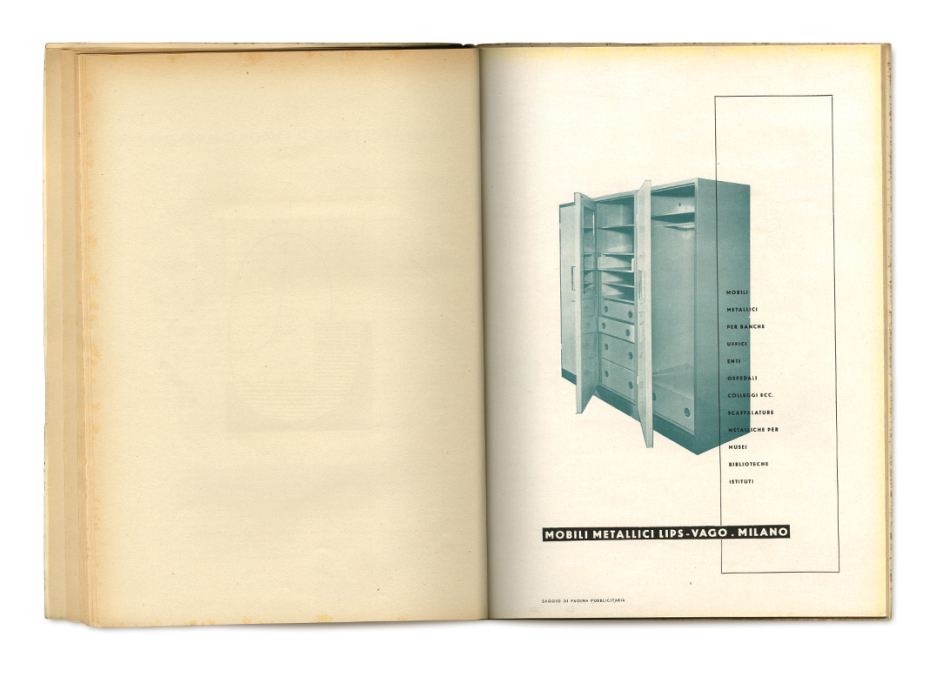 MOBILI
METALLICI
PER BANCHE
UFFICI
ENTI
OSPEDALI
COLLEGGI ECC.
SCAFFALATURE
METALLICHE PER
MUSEI
BIBLIOTECHE
ISTITUTI
MOBILI METALLICI LIPS-VAGO. MILANO
SAGGIO DI PAGINA PUBBLICITARIA